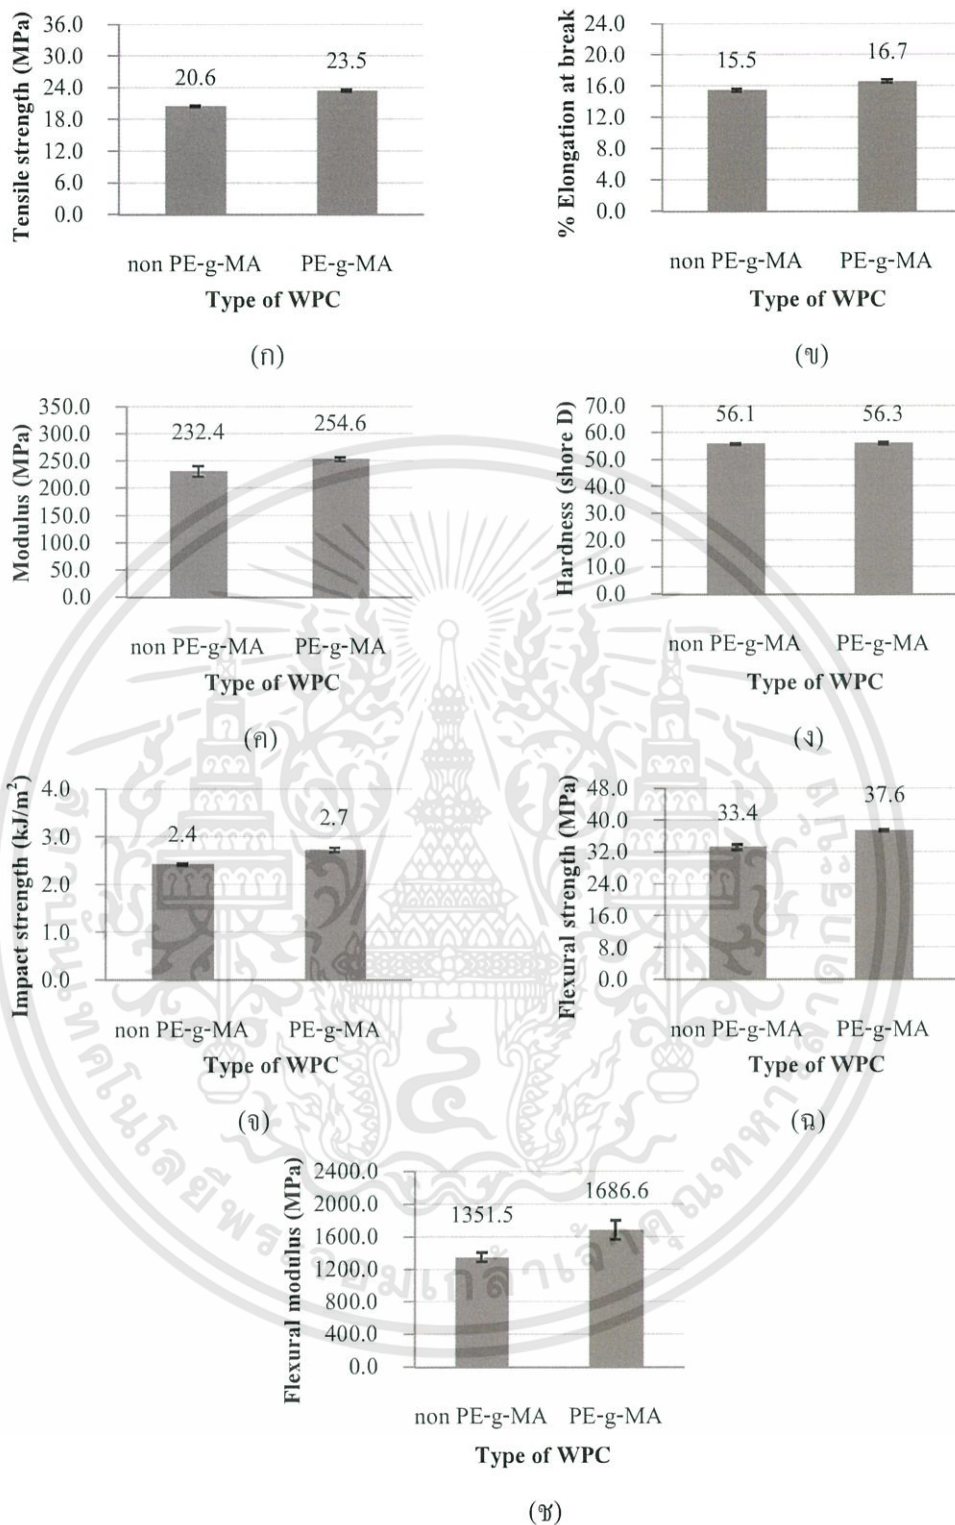 Tensile strength (MPa)
36.0
30.0
24.0
18.0
12.0
6.0
0.0
20.6
23.5
non PE-g-MA PE-g-MA
Type of WPC
(ก)
% Elongation at break
24.0
20.0
16.0
12.0
8.0
4.0
0.0
15.5
16.7
non PE-g-MA PE-g-MA
Type of WPC
(ข)
Modulus (MPa)
350.0
300.0
250.0
200.0
150.0
100.0
50.0
0.0
232.4
254.6
non PE-g-MA PE-g-MA
Type of WPC
(ค)
Hardness (shore D)
70.0
60.0
50.0
40.0
30.0
20.0
10.0
0.0
56.1
56.3
non PE-g-MA PE-g-MA
Type of WPC
(ง)
Impact strength (kJ/m²)
4.0
3.0
2.0
1.0
0.0
2.4
2.7
non PE-g-MA PE-g-MA
Type of WPC
(จ)
Flexural strength (MPa)
48.0
40.0
32.0
24.0
16.0
8.0
0.0
33.4
37.6
non PE-g-MA PE-g-MA
Type of WPC
(ฉ)
Flexural modulus (MPa)
2400.0
2000.0
1600.0
1200.0
800.0
400.0
0.0
1351.5
1686.6
non PE-g-MA PE-g-MA
Type of WPC
(ช)